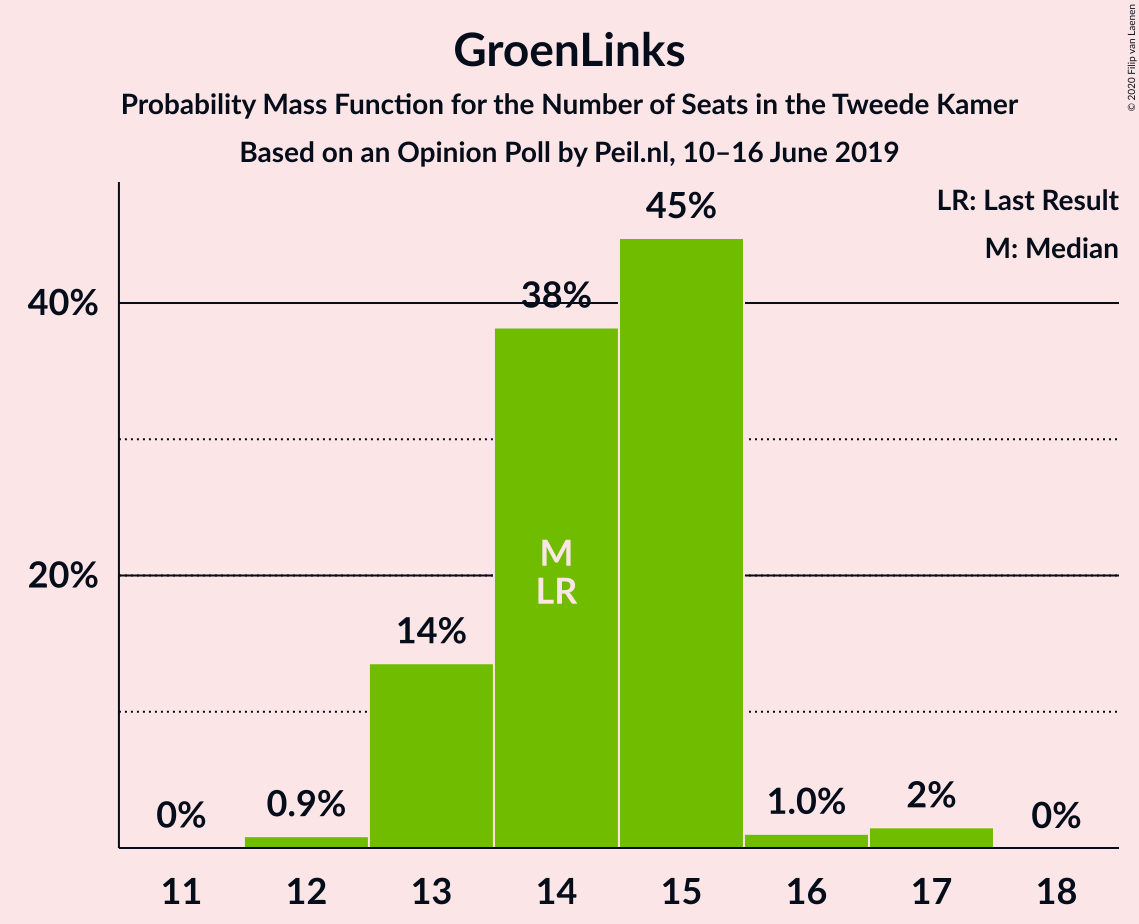 GroenLinks
Probability Mass Function for the Number of Seats in the Tweede Kamer
Based on an Opinion Poll by Peil.nl, 10–16 June 2019
© 2020 Filip van Laenen
LR: Last Result
M: Median
45%
40%
38%
M
LR
20%
14%
0%
0.9%
1.0%
2%
0%
11 12 13 14 15 16 17 18